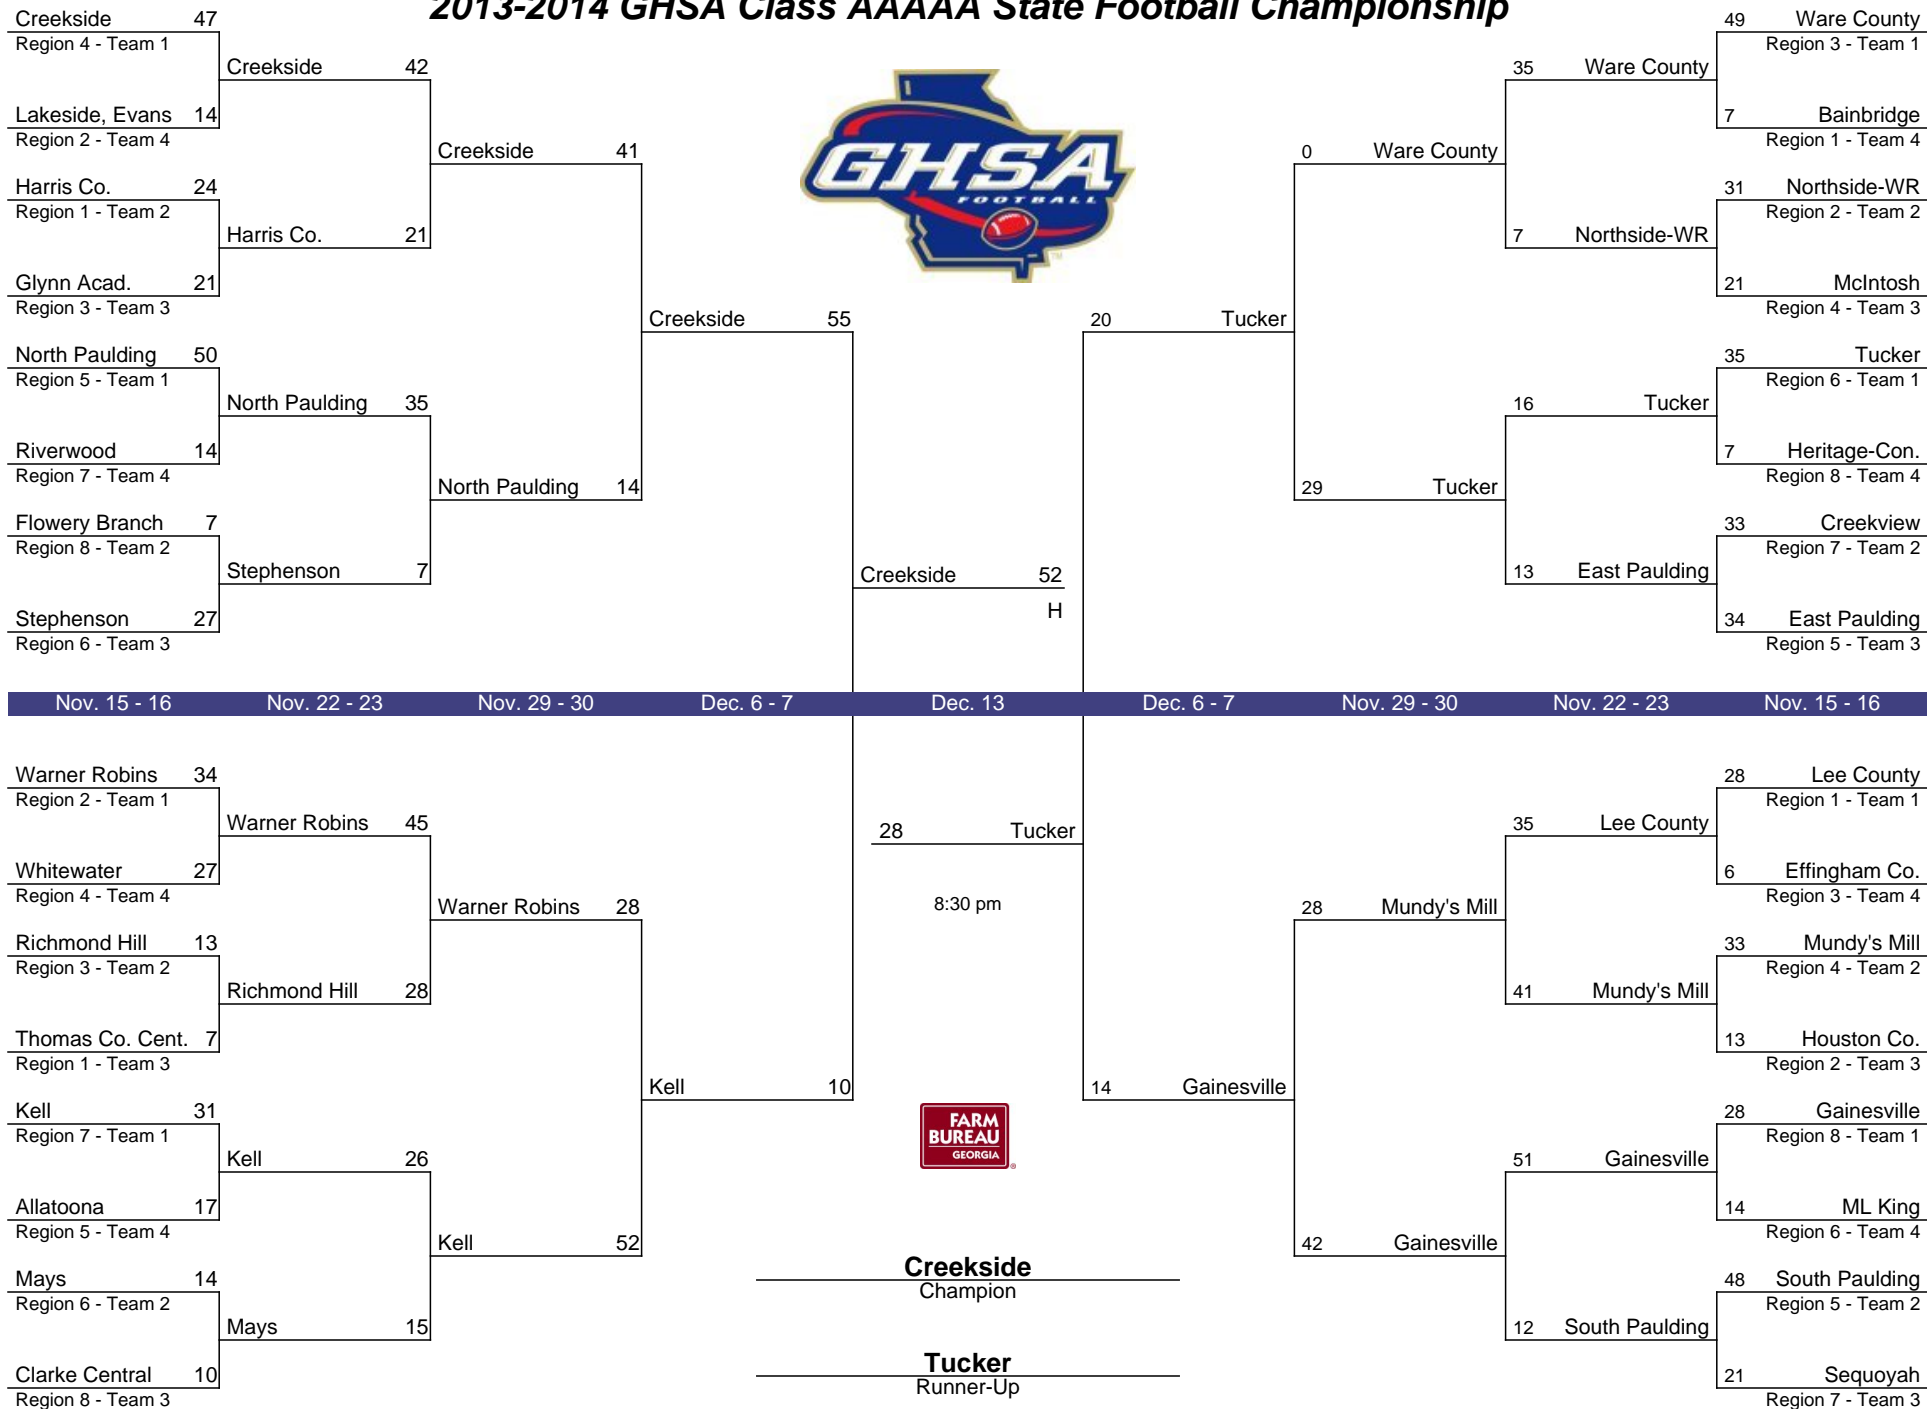 2013-2014 GHSA Class AAAAA State Football Championship
Creekside 47
Region 4 - Team 1
Lakeside, Evans 14
Region 2 - Team 4
Harris Co. 24
Region 1 - Team 2
Glynn Acad. 21
Region 3 - Team 3
North Paulding 50
Region 5 - Team 1
Riverwood 14
Region 7 - Team 4
Flowery Branch 7
Region 8 - Team 2
Stephenson 27
Region 6 - Team 3
Creekside 42
Harris Co. 21
North Paulding 35
Stephenson 7
Creekside 41
North Paulding 14
Creekside 55
Creekside 52
H
GHSA
FOOTBALL
TM
20 Tucker
0 Ware County
29 Tucker
35 Ware County
7 Northside-WR
16 Tucker
13 East Paulding
49 Ware County
Region 3 - Team 1
7 Bainbridge
Region 1 - Team 4
31 Northside-WR
Region 2 - Team 2
21 McIntosh
Region 4 - Team 3
35 Tucker
Region 6 - Team 1
7 Heritage-Con.
Region 8 - Team 4
33 Creekview
Region 7 - Team 2
34 East Paulding
Region 5 - Team 3
Nov. 15 - 16 Nov. 22 - 23 Nov. 29 - 30 Dec. 6 - 7 Dec. 13 Dec. 6 - 7 Nov. 29 - 30 Nov. 22 - 23 Nov. 15 - 16
Warner Robins 34
Region 2 - Team 1
Whitewater 27
Region 4 - Team 4
Richmond Hill 13
Region 3 - Team 2
Thomas Co. Cent. 7
Region 1 - Team 3
Kell 31
Region 7 - Team 1
Allatoona 17
Region 5 - Team 4
Mays 14
Region 6 - Team 2
Clarke Central 10
Region 8 - Team 3
Warner Robins 45
Richmond Hill 28
Kell 26
Mays 15
Warner Robins 28
Kell 52
Kell 10
28 Tucker
8:30 pm
FARM
BUREAU
GEORGIA
®
Creekside
Champion
Tucker
Runner-Up
14 Gainesville
28 Mundy's Mill
42 Gainesville
35 Lee County
41 Mundy's Mill
51 Gainesville
12 South Paulding
28 Lee County
Region 1 - Team 1
6 Effingham Co.
Region 3 - Team 4
33 Mundy's Mill
Region 4 - Team 2
13 Houston Co.
Region 2 - Team 3
28 Gainesville
Region 8 - Team 1
14 ML King
Region 6 - Team 4
48 South Paulding
Region 5 - Team 2
21 Sequoyah
Region 7 - Team 3